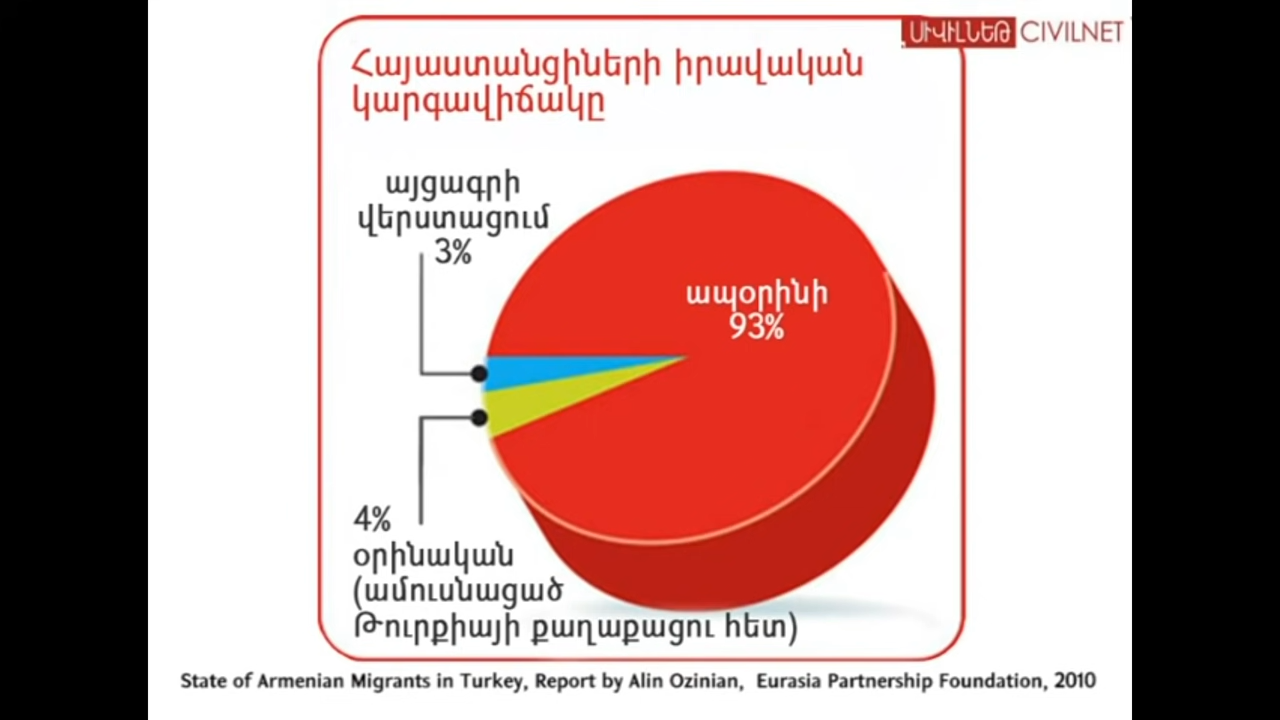 ՍԻՎԻԼՆԵԹ CIVILNET
Հայաստանցիների իրավական
կարգավիճակը
այցագրի
վերստացում
3%
ապօրինի
93%
4%
օրինական
(ամուսնացած
Թուրքիայի քաղաքացու հետ)
State of Armenian Migrants in Turkey, Report by Alin Ozinian, Eurasia Partnership Foundation, 2010